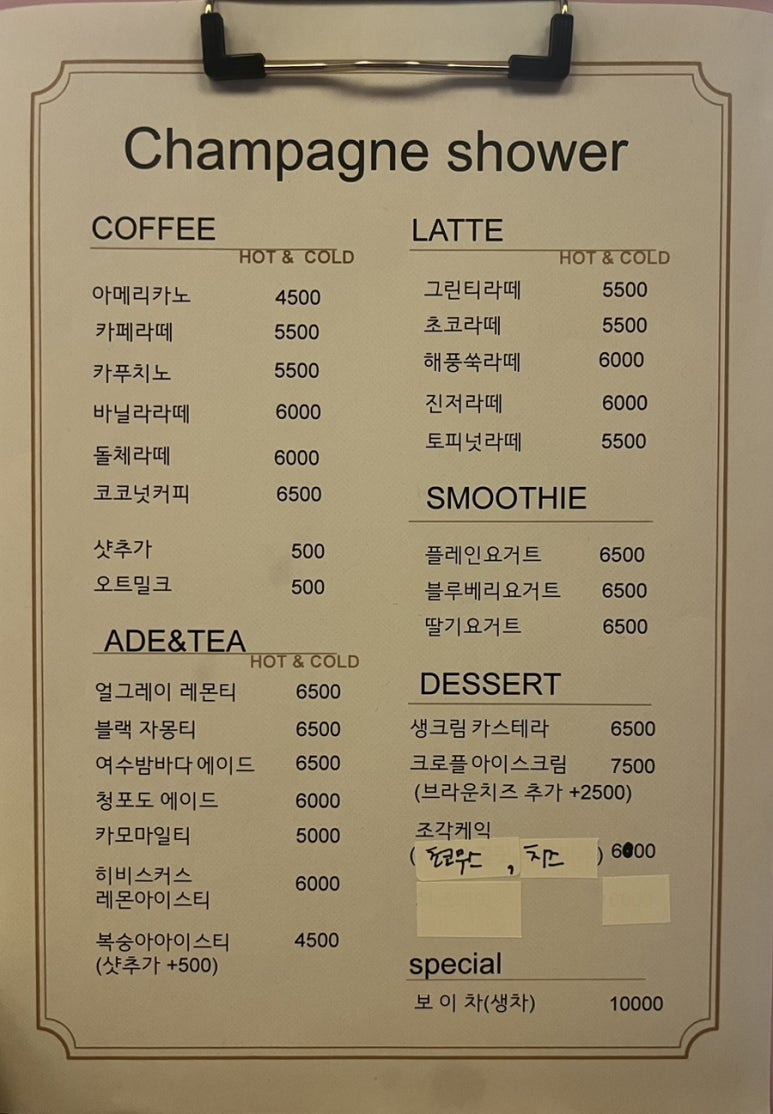 Champagne shower
COFFEE
HOT & COLD
아메리카노 4500
카페라떼 5500
카푸치노 5500
바닐라라떼 6000
돌체라떼 6000
코코넛커피 6500
샷추가 500
오트밀크 500
ADE&TEA
HOT & COLD
얼그레이 레몬티 6500
블랙 자몽티 6500
여수밤바다 에이드 6500
청포도 에이드 6000
카모마일티 5000
히비스커스
레몬아이스티 6000
복숭아아이스티 4500
(샷추가 +500)
LATTE
HOT & COLD
그린티라떼 5500
초코라떼 5500
해풍쑥라떼 6000
진저라떼 6000
토피넛라떼 5500
SMOOTHIE
플레인요거트 6500
블루베리요거트 6500
딸기요거트 6500
DESSERT
생크림 카스테라 6500
크로플 아이스크림 7500
(브라운치즈 추가 +2500)
조각케익
( , 치즈 ) 6000
special
보 이 차(생차) 10000